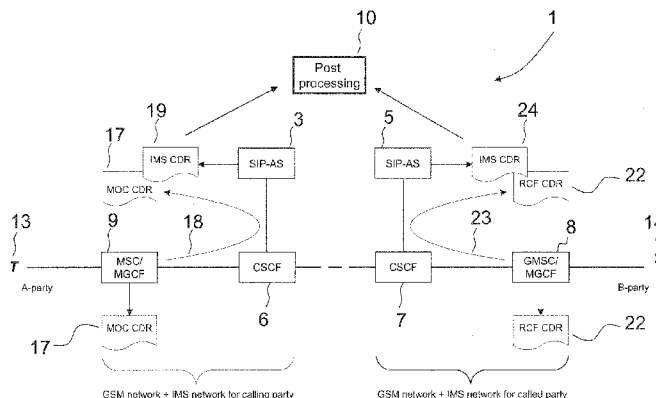 10
1
Post
processing
19
3
5
24
17
IMS CDR
SIP-AS
SIP-AS
IMS CDR
MOC CDR
RCF CDR
22
13
9
18
23
8
14
T
MSC/
MGCF
CSCF
CSCF
GMSC/
MGCF
A-party
B-party
6
7
17
MOC CDR
RCF CDR
22
GSM network + IMS network for calling party
GSM network + IMS network for called party